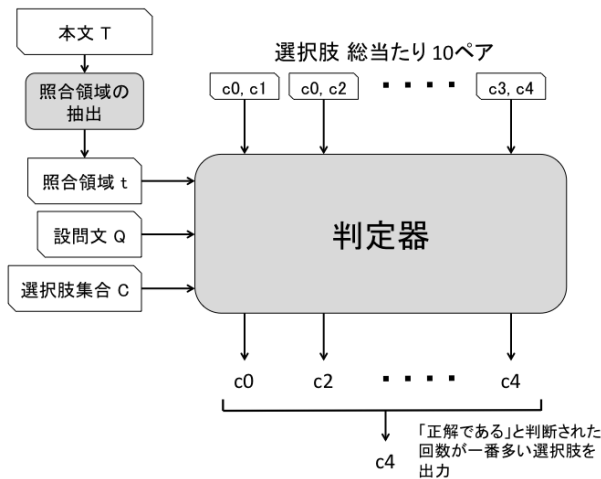 本文 T
照合領域の
抽出
照合領域 t
設問文 Q
選択肢集合 C
選択肢 総当たり 10ペア
c0, c1
c0, c2
････
c3, c4
判定器
c0
c2
････
c4
c4
「正解である」と判断された
回数が一番多い選択肢を
出力